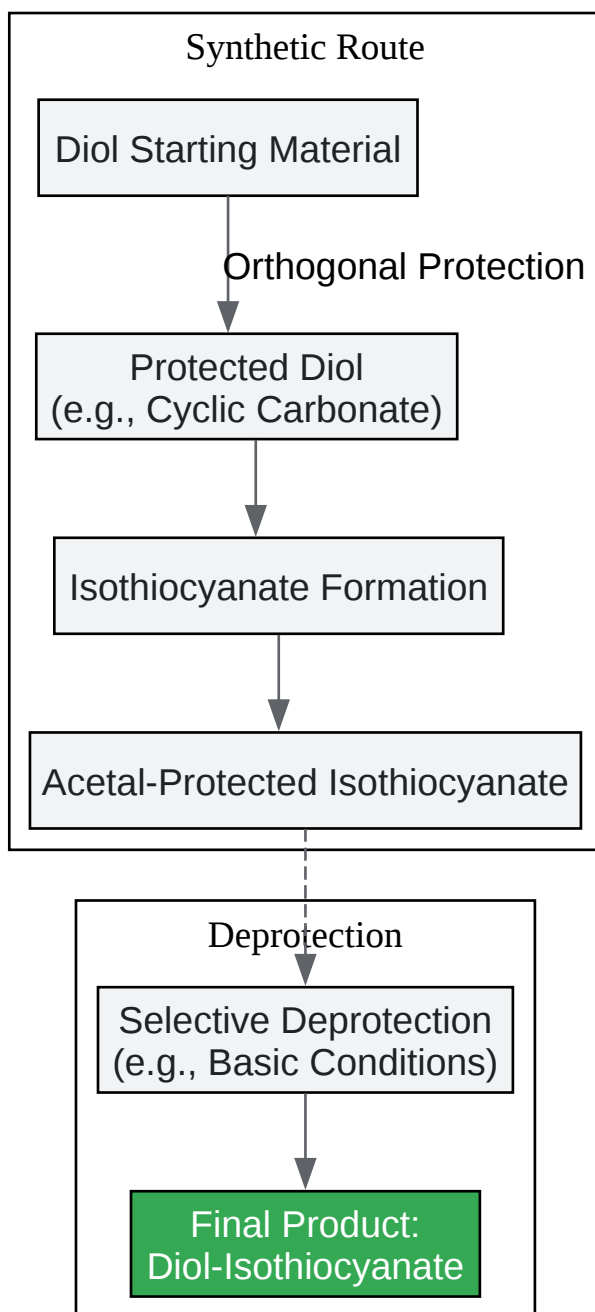 Synthetic Route
Diol Starting Material
Orthogonal Protection
Protected Diol
(e.g., Cyclic Carbonate)
Isothiocyanate Formation
Acetal-Protected Isothiocyanate
Deprotection
Selective Deprotection
(e.g., Basic Conditions)
Final Product:
Diol-Isothiocyanate